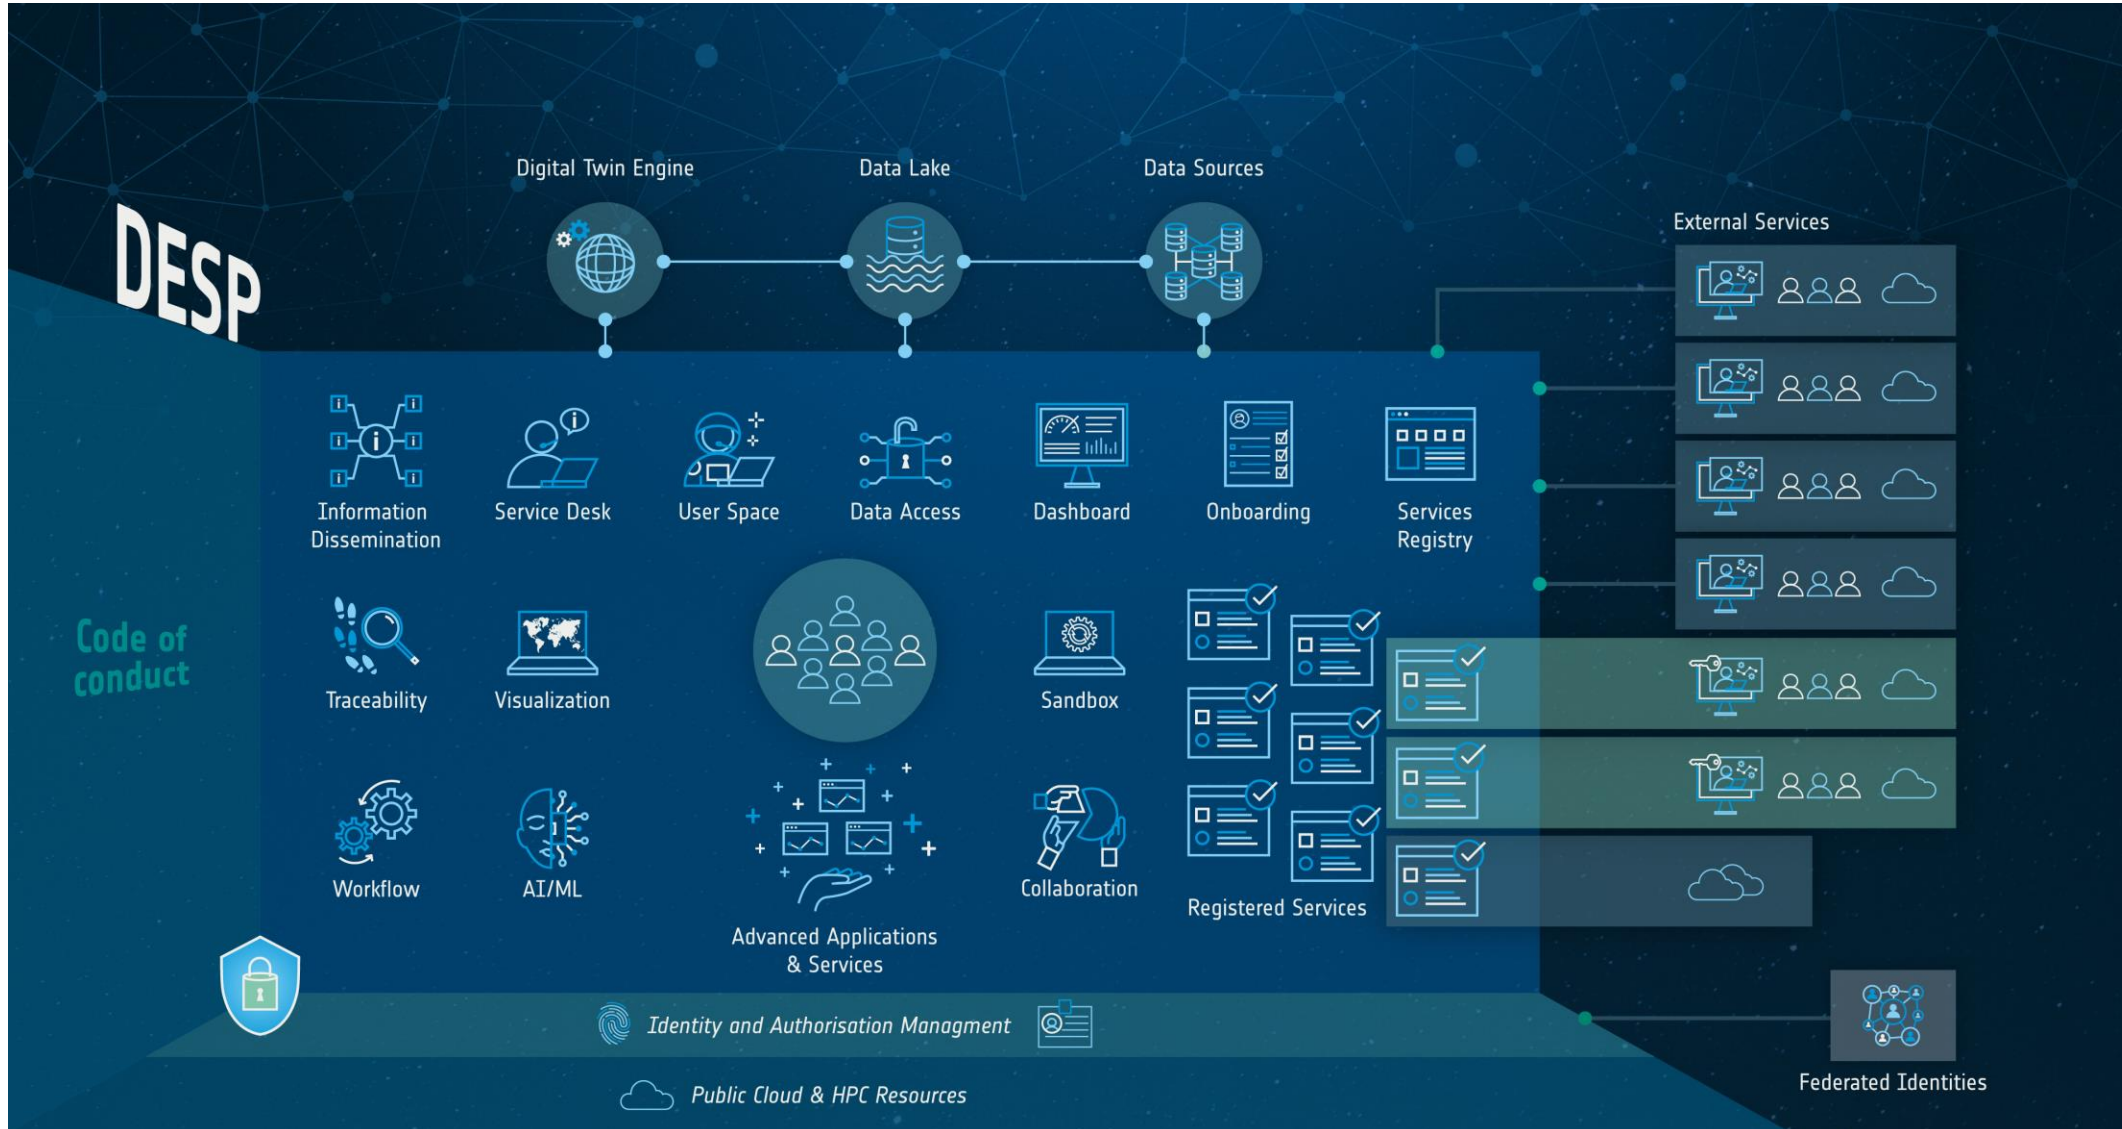 Digital Twin Engine
Data Lake
Data Sources
External Services
DESP
Information
Dissemination
Service Desk
User Space
Data Access
Dashboard
Onboarding
Services
Registry
Code of
conduct
Traceability
Visualization
Sandbox
Workflow
AI/ML
Advanced Applications
& Services
Collaboration
Registered Services
Identity and Authorisation Managment
Public Cloud & HPC Resources
Federated Identities